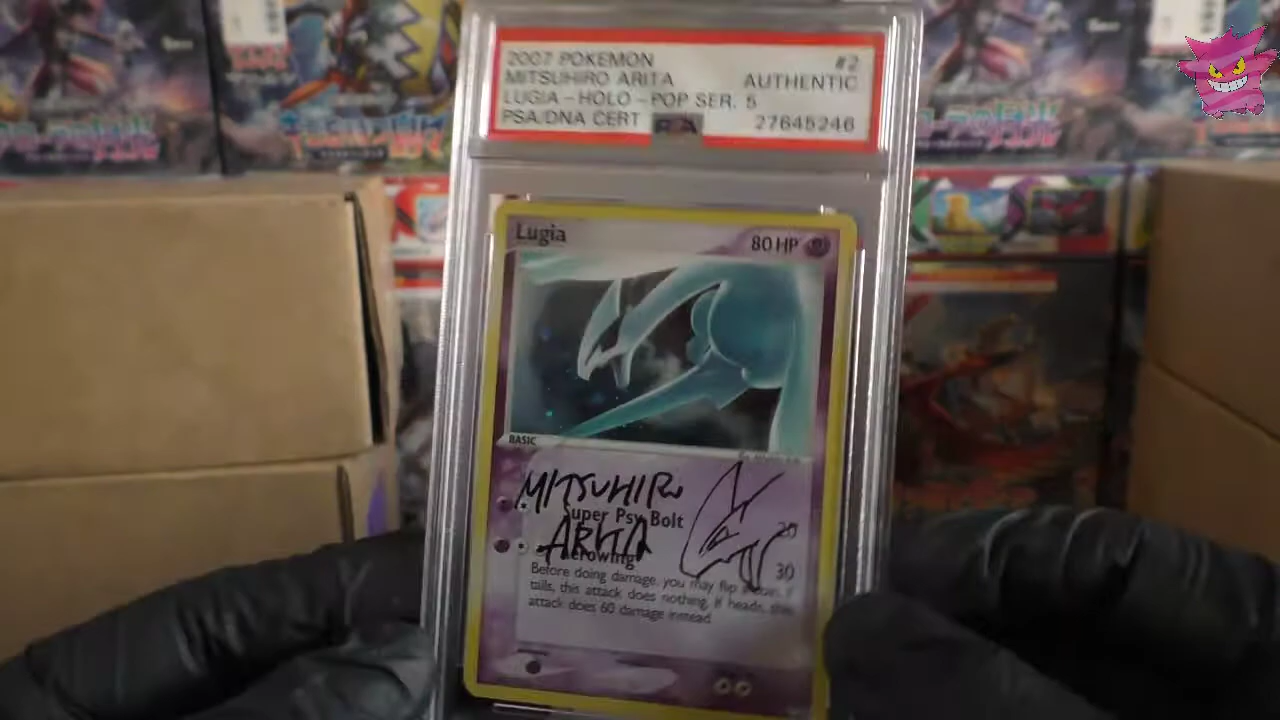 2007 POKEMON #2
MITSUHIRO ARITA AUTHENTIC
LUGIA - HOLO - POP SER. 5
PSA/DNA CERT PSA 27645246
Lugia 80 HP
BASIC
MITSUHIRO
Super Psy Bolt 20
ARITA
Aerowing 30
Before doing damage, you may flip a coin. If
tails, this attack does nothing. If heads, this
attack does 60 damage instead.